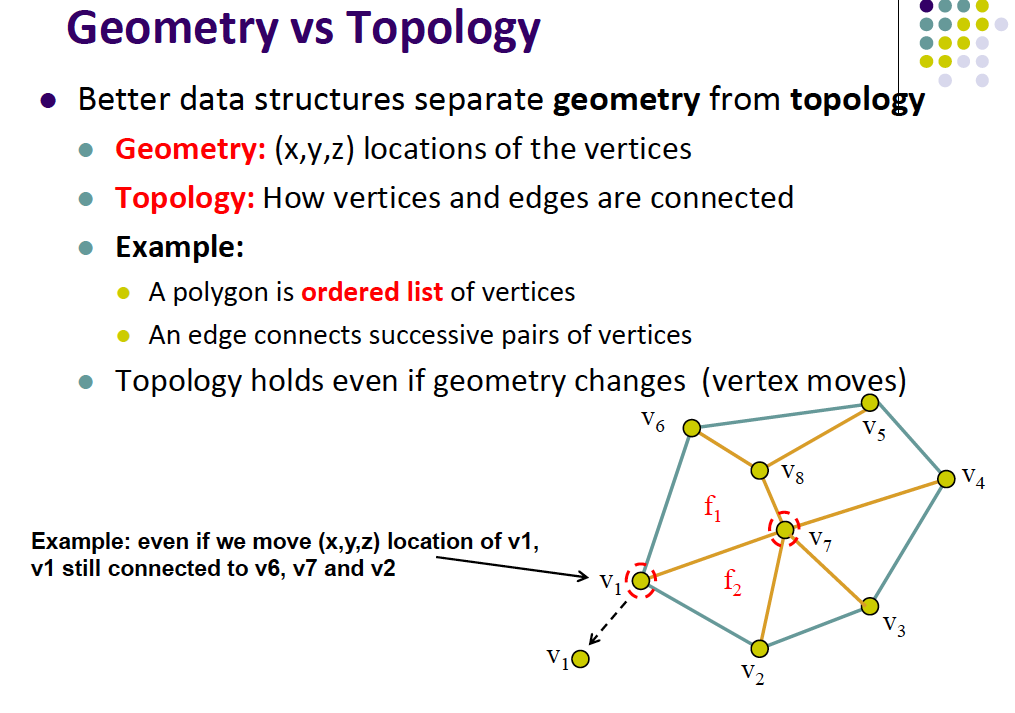 Geometry vs Topology
● Better data structures separate geometry from topology
● Geometry: (x,y,z) locations of the vertices
● Topology: How vertices and edges are connected
● Example:
● A polygon is ordered list of vertices
● An edge connects successive pairs of vertices
● Topology holds even if geometry changes (vertex moves)
v6
v5
v8
v4
f1
v7
Example: even if we move (x,y,z) location of v1,
v1 still connected to v6, v7 and v2
v1
f2
v3
v1
v2